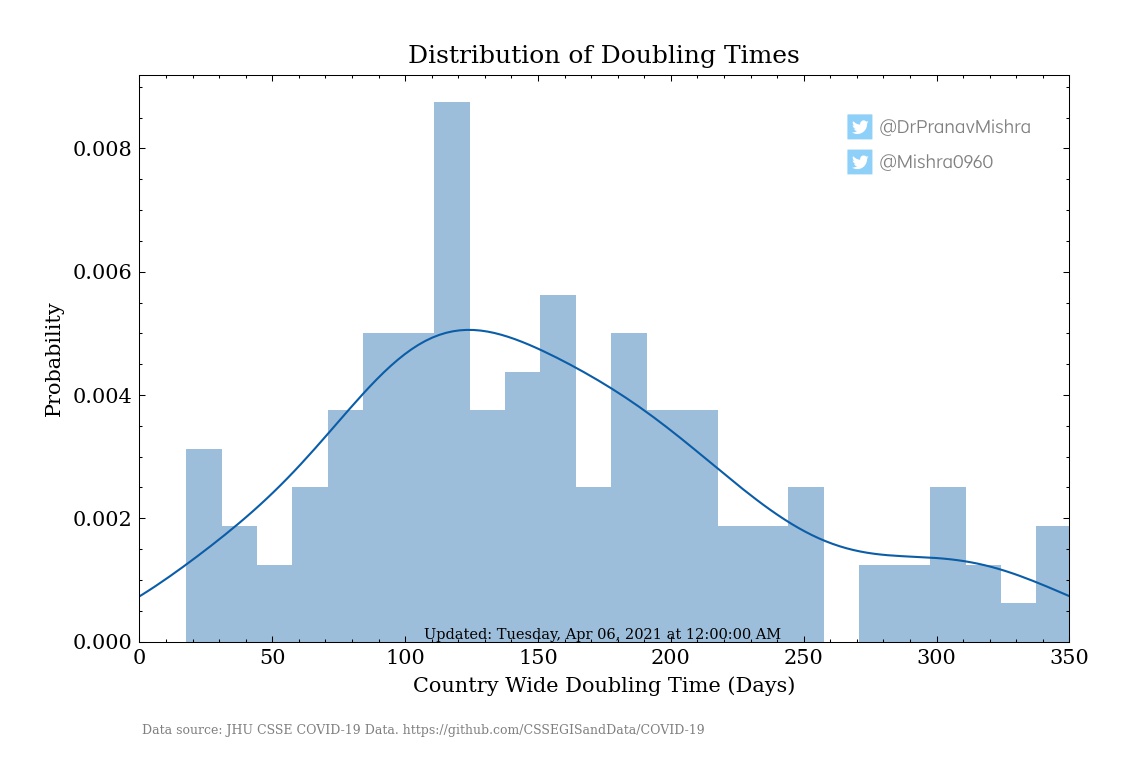 Distribution of Doubling Times
@DrPranavMishra
@Mishra0960
Probability
0.008
0.006
0.004
0.002
0.000
Updated: Tuesday, Apr 06, 2021 at 12:00:00 AM
0 50 100 150 200 250 300 350
Country Wide Doubling Time (Days)
Data source: JHU CSSE COVID-19 Data. https://github.com/CSSEGISandData/COVID-19